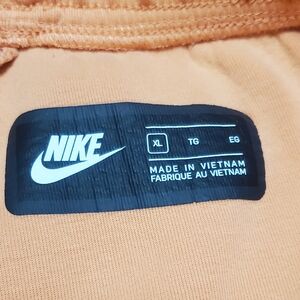 NIKE
XL TG EG
MADE IN VIETNAM
FABRIQUE AU VIETNAM